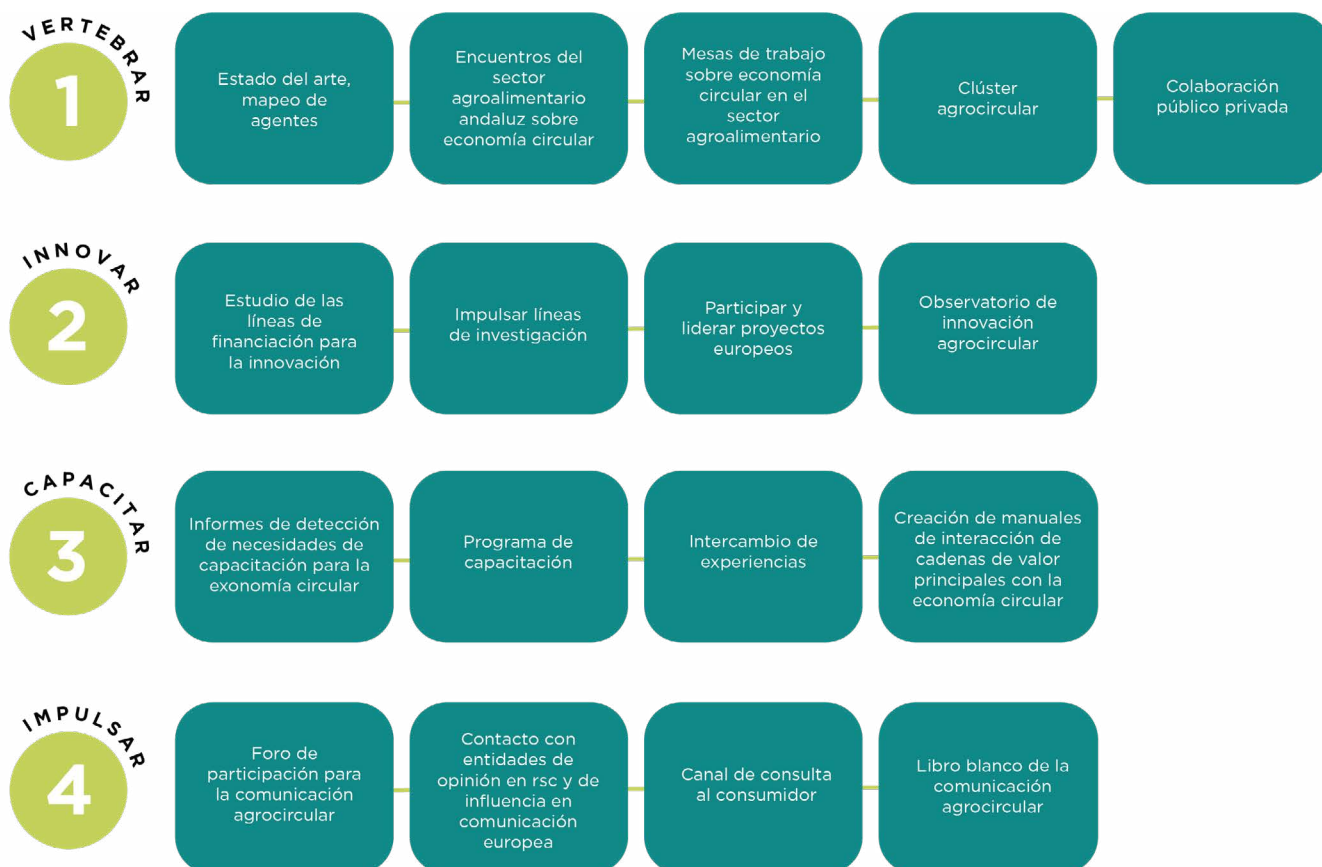 VERTEBRAR
1
Estado del arte,
mapeo de
agentes
Encuentros del
sector
agroalimentario
andaluz sobre
economía circular
Mesas de trabajo
sobre economía
circular en el
sector
agroalimentario
Clúster
agrocircular
Colaboración
público privada
INNOVAR
2
Estudio de las
líneas de
financiación para
la innovación
Impulsar líneas
de investigación
Participar y
liderar proyectos
europeos
Observatorio de
innovación
agrocircular
CAPACITAR
3
Informes de detección
de necesidades de
capacitación para la
exonomía circular
Programa de
capacitación
Intercambio de
experiencias
Creación de manuales
de interacción de
cadenas de valor
principales con la
economía circular
IMPULSAR
4
Foro de
participación para
la comunicación
agrocircular
Contacto con
entidades de
opinión en rsc y de
influencia en
comunicación
europea
Canal de consulta
al consumidor
Libro blanco de la
comunicación
agrocircular